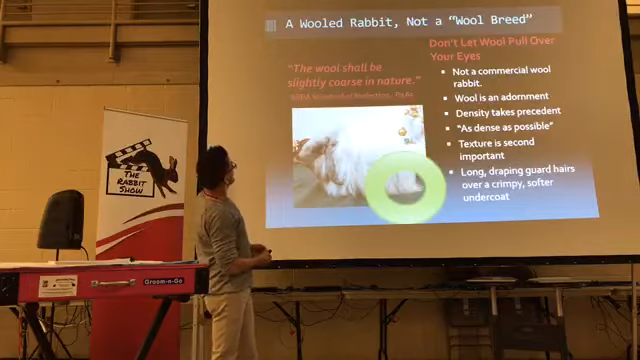 A Wooled Rabbit, Not a "Wool Breed"
"The wool shall be
slightly coarse in nature."
Don't Let Wool Pull Over
Your Eyes
Not a commercial wool
rabbit.
Wool is an adornment
Density takes precedent
"As dense as possible"
Texture is second
important
Long, draping guard hairs
over a crimpy, softer
undercoat
THE
RABBIT
SHOW
Groom-n-Go